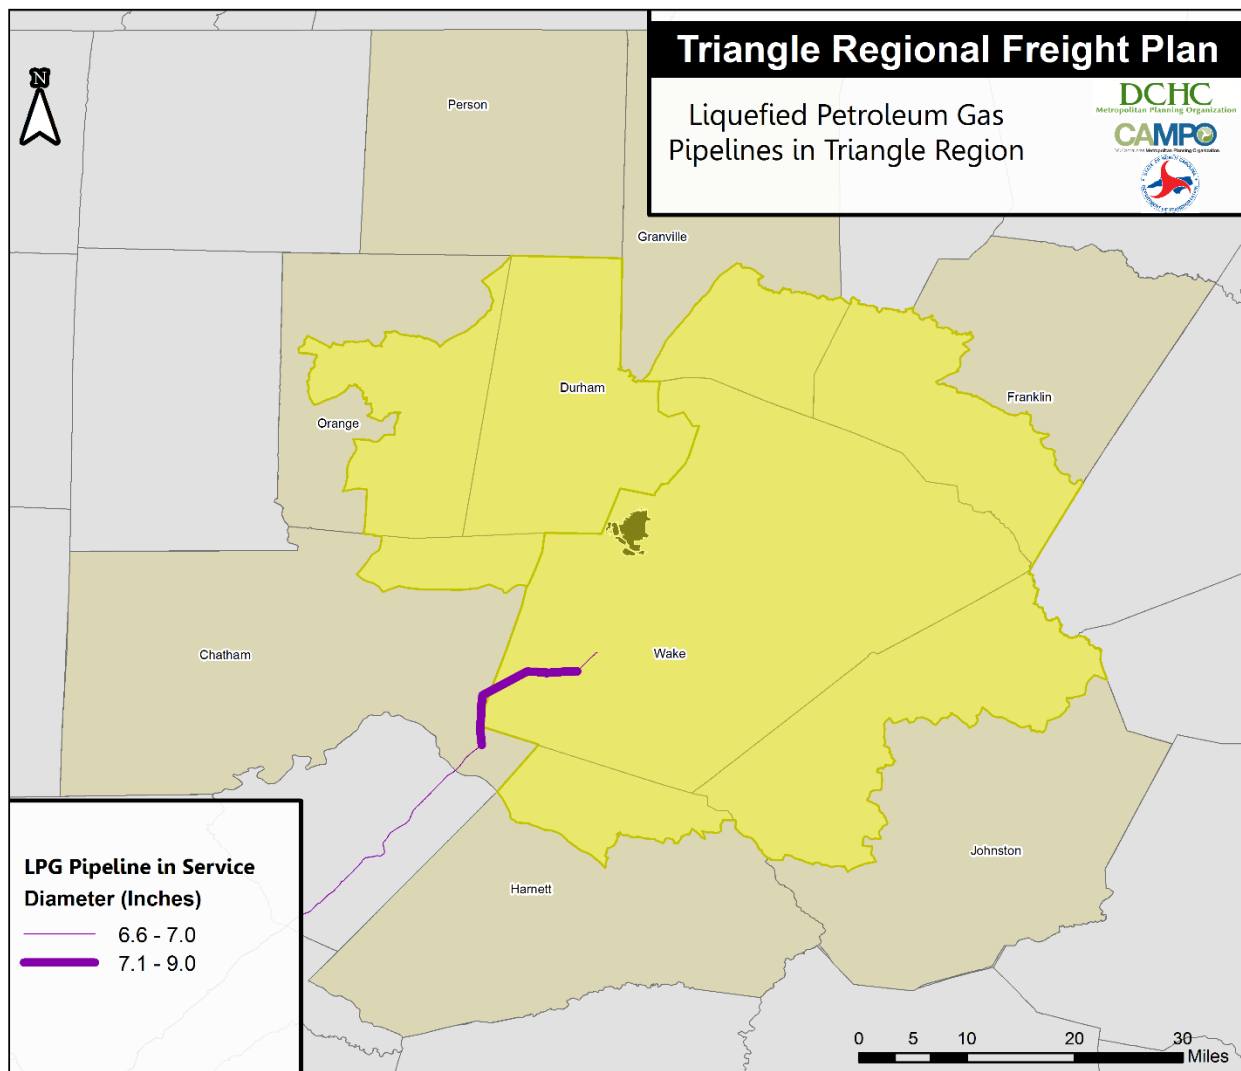 N
Triangle Regional Freight Plan
Liquefied Petroleum Gas
Pipelines in Triangle Region
DCHC
Metropolitan Planning Organization
CAMPO
Person
Granville
Durham
Franklin
Orange
Wake
Chatham
Johnston
Harnett
LPG Pipeline in Service
Diameter (Inches)
6.6 - 7.0
7.1 - 9.0
0 5 10 20 30
Miles